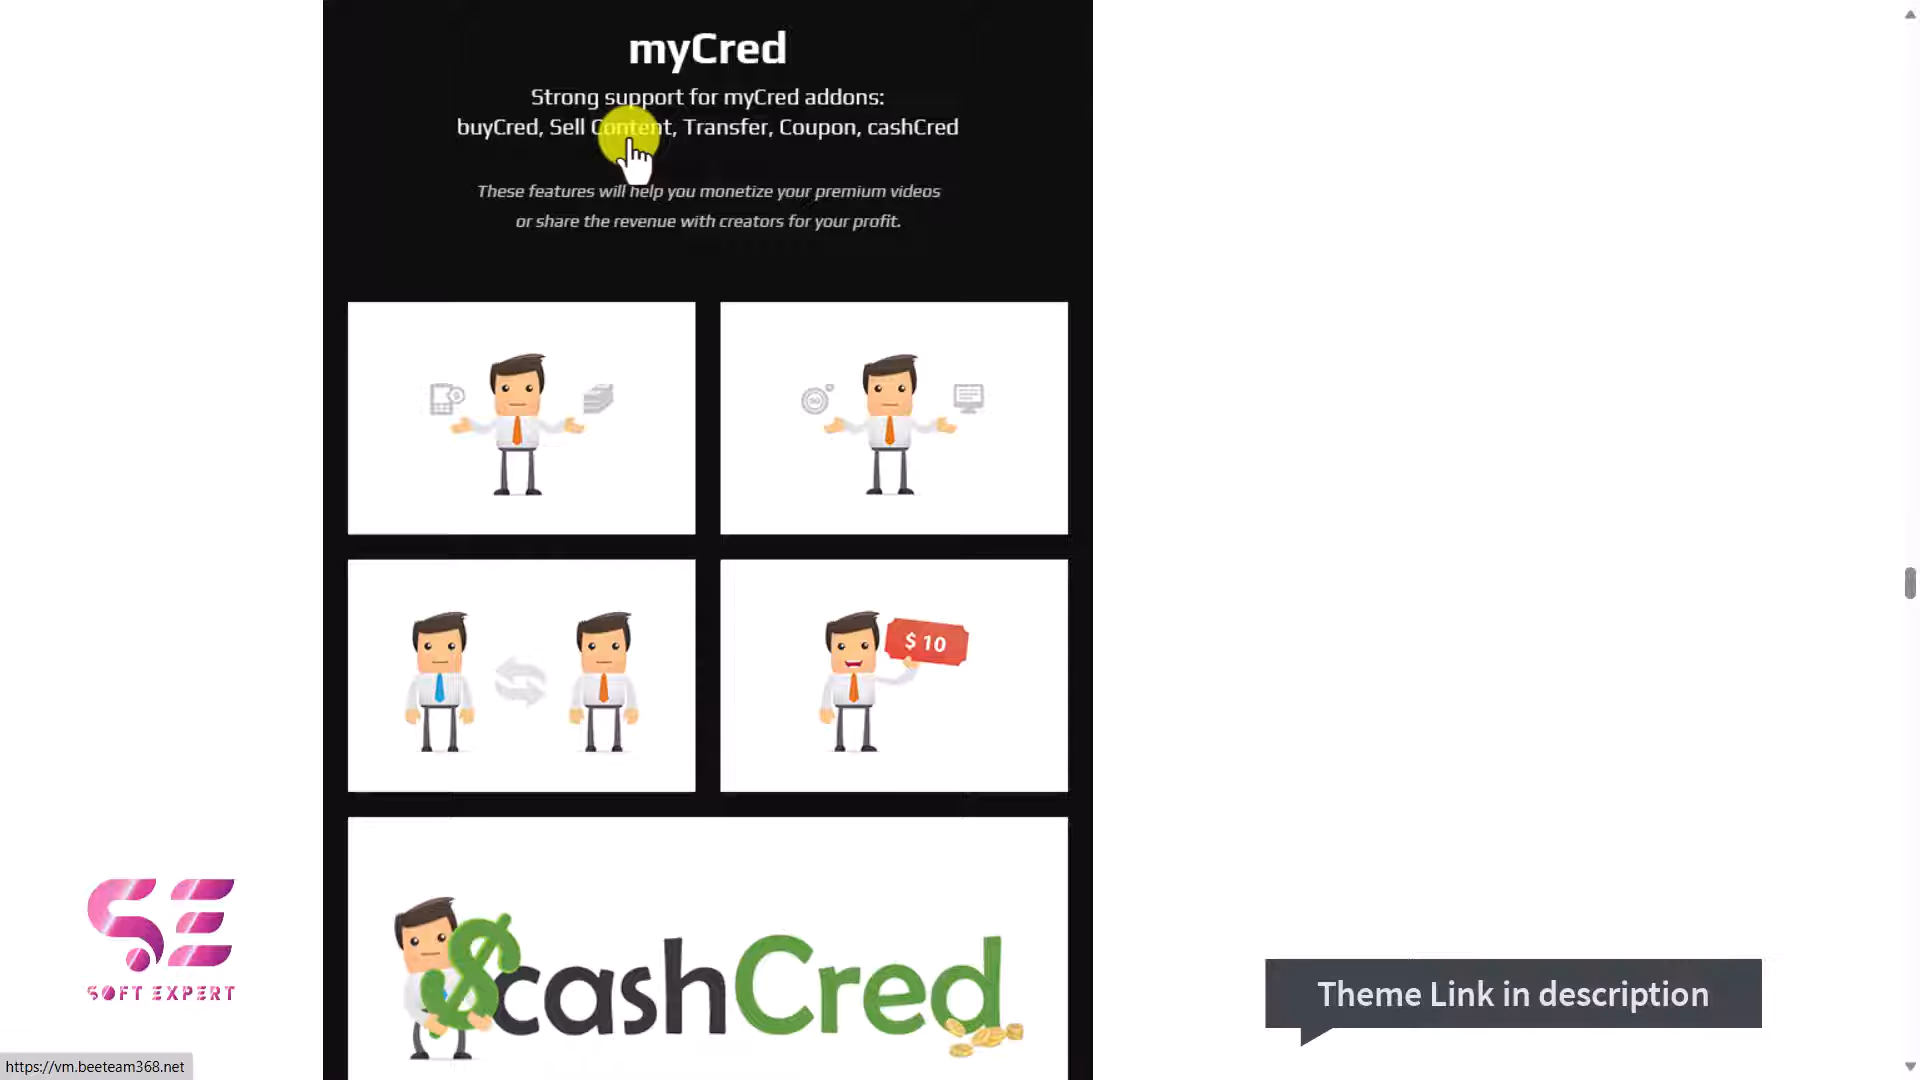 myCred
Strong support for myCred addons:
buyCred, Sell Content, Transfer, Coupon, cashCred
These features will help you monetize your premium videos
or share the revenue with creators for your profit.
$ 10
$cashCred
SE
SOFT EXPERT
Theme Link in description
https://vm.beeteam368.net